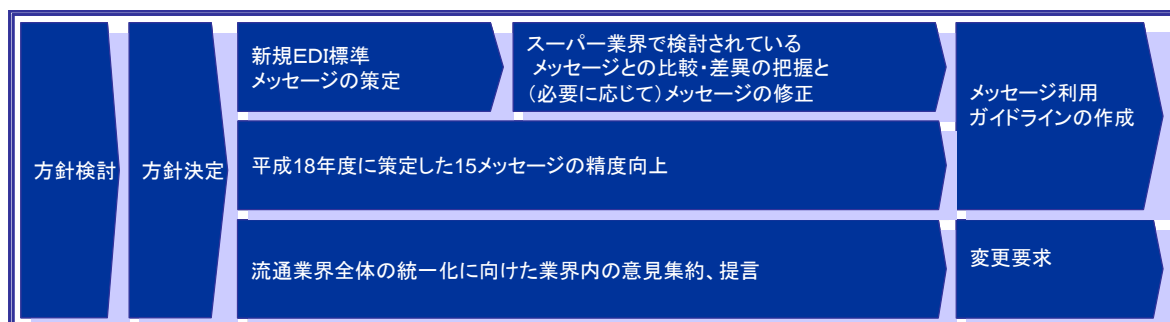 方針検討
方針決定
新規EDI標準
メッセージの策定
スーパー業界で検討されている
メッセージとの比較・差異の把握と
（必要に応じて）メッセージの修正
平成18年度に策定した15メッセージの精度向上
流通業界全体の統一化に向けた業界内の意見集約、提言
メッセージ利用
ガイドラインの作成
変更要求